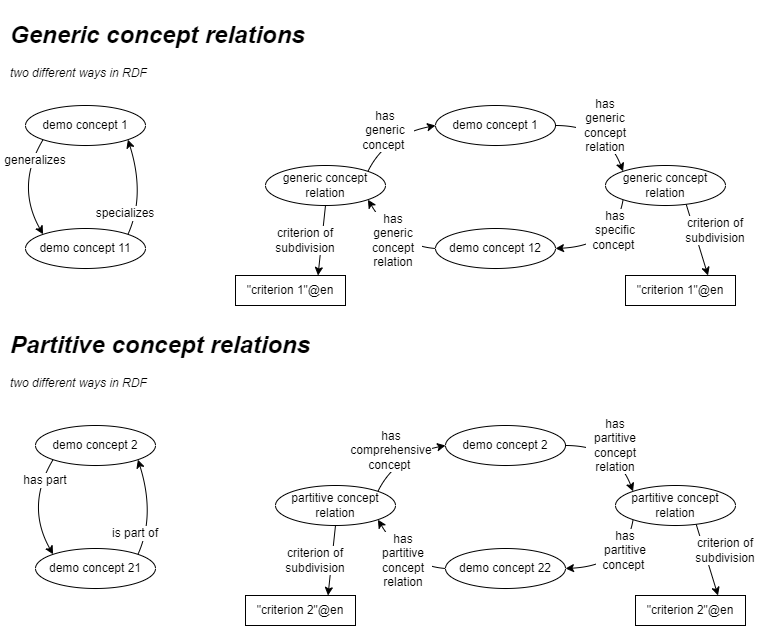 Generic concept relations
two different ways in RDF
demo concept 1
generalizes
specializes
demo concept 11
has
generic
concept
demo concept 1
has
generic
concept
relation
generic concept
relation
generic concept
relation
criterion of
subdivision
has
generic
concept
relation
demo concept 12
has
specific
concept
criterion of
subdivision
"criterion 1"@en
"criterion 1"@en
Partitive concept relations
two different ways in RDF
demo concept 2
has part
is part of
demo concept 21
has
comprehensive
concept
demo concept 2
has
partitive
concept
relation
partitive concept
relation
partitive concept
relation
criterion of
subdivision
has
partitive
concept
relation
demo concept 22
has
partitive
concept
criterion of
subdivision
"criterion 2"@en
"criterion 2"@en